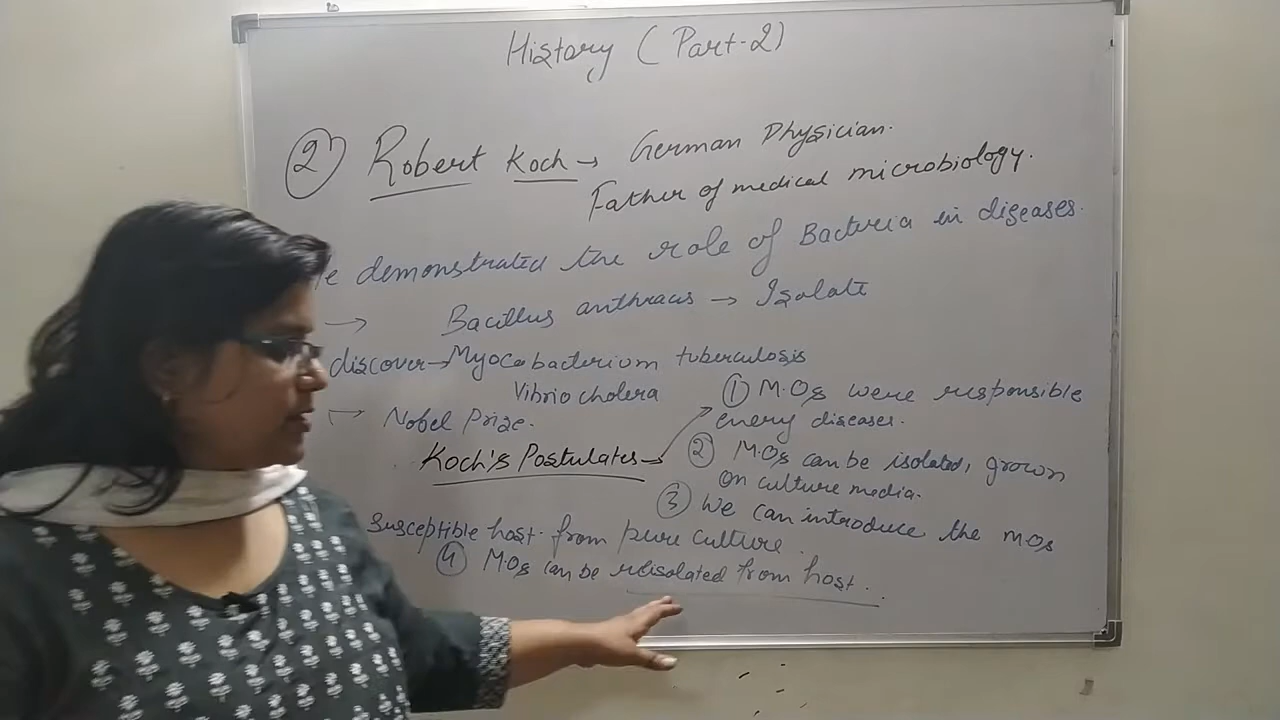 History (Part-2)
2) Robert Koch → German Physician.
Father of medical microbiology.
e demonstrated the role of Bacteria in diseases.
→ Bacillus anthracis → Isolate
discover → Myocobacterium tuberculosis
Vibrio cholera
→ Nobel Prize.
Koch's Postulates →
① M.Os were responsible
every diseases.
② M.Os can be isolated, grown
on culture media.
③ We can introduce the mOs
susceptible host from pure culture.
④ M.Os can be reisolated from host.